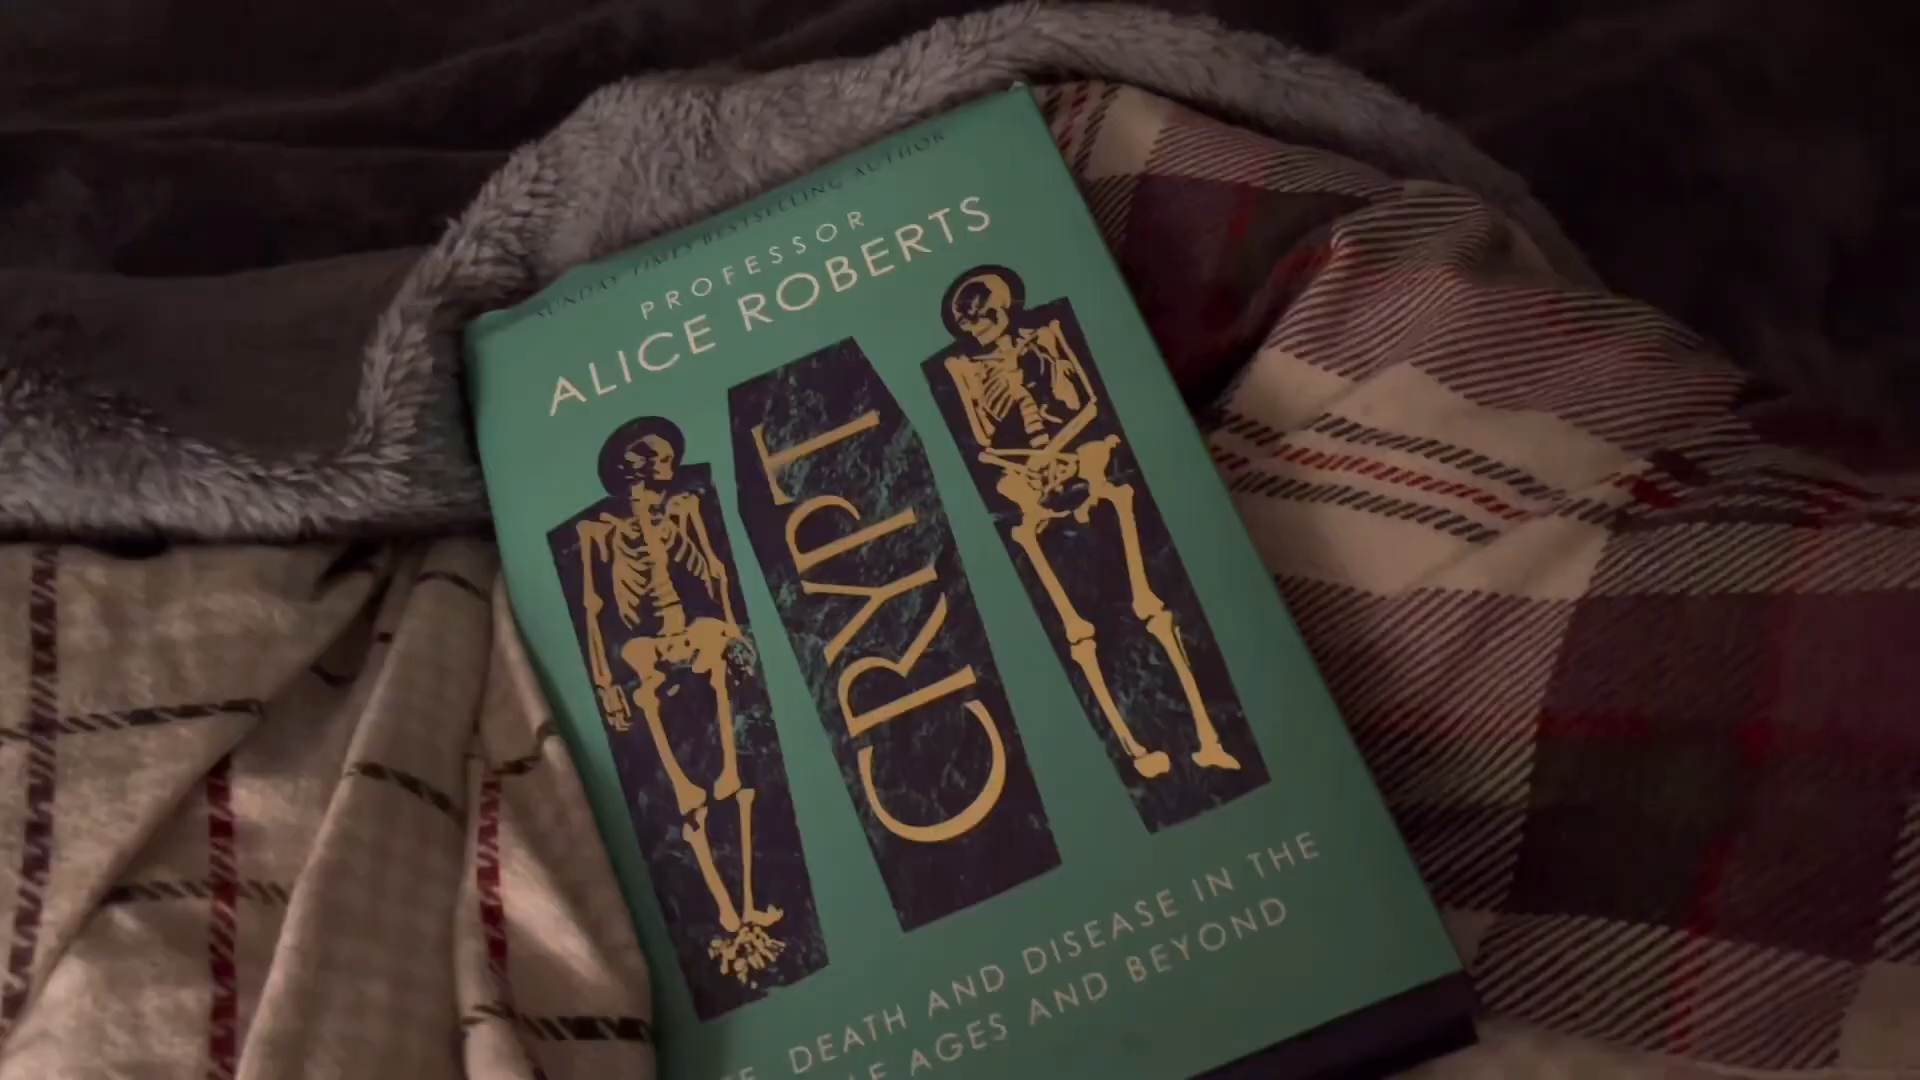 SUNDAY TIMES BESTSELLING AUTHOR
PROFESSOR
ALICE ROBERTS
CRYPT
DEATH AND DISEASE IN THE
AGES AND BEYOND